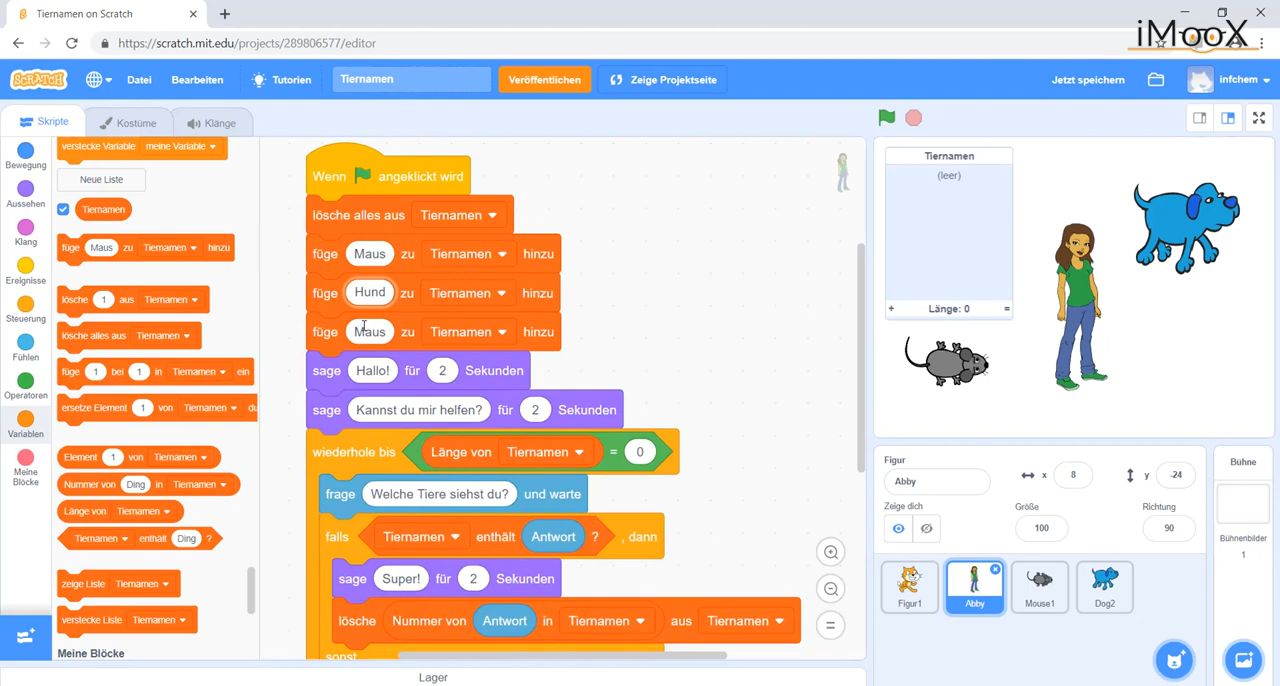 Tiernamen on Scratch
https://scratch.mit.edu/projects/289806577/editor
iMooX
SCRATCH
Datei
Bearbeiten
Tutorien
Tiernamen
Veröffentlichen
Zeige Projektseite
Jetzt speichern
infchem
Skripte
Kostüme
Klänge
Bewegung
Aussehen
Klang
Ereignisse
Steuerung
Fühlen
Operatoren
Variablen
Meine Blöcke
verstecke Variable meine Variable
Neue Liste
Tiernamen
füge Maus zu Tiernamen hinzu
lösche 1 aus Tiernamen
lösche alles aus Tiernamen
füge 1 bei 1 in Tiernamen ein
ersetze Element 1 von Tiernamen du
Element 1 von Tiernamen
Nummer von Ding in Tiernamen
Länge von Tiernamen
Tiernamen enthält Ding ?
zeige Liste Tiernamen
verstecke Liste Tiernamen
Meine Blöcke
Wenn angeklickt wird
lösche alles aus Tiernamen
füge Maus zu Tiernamen hinzu
füge Hund zu Tiernamen hinzu
füge Maus zu Tiernamen hinzu
sage Hallo! für 2 Sekunden
sage Kannst du mir helfen? für 2 Sekunden
wiederhole bis Länge von Tiernamen = 0
frage Welche Tiere siehst du? und warte
falls Tiernamen enthält Antwort ? , dann
sage Super! für 2 Sekunden
lösche Nummer von Antwort in Tiernamen aus Tiernamen
sonst
Lager
Tiernamen
(leer)
+ Länge: 0 =
Figur
Abby
x 8
y -24
Zeige dich
Größe
100
Richtung
90
Figur1
Abby
Mouse1
Dog2
Bühne
Bühnenbilder
1